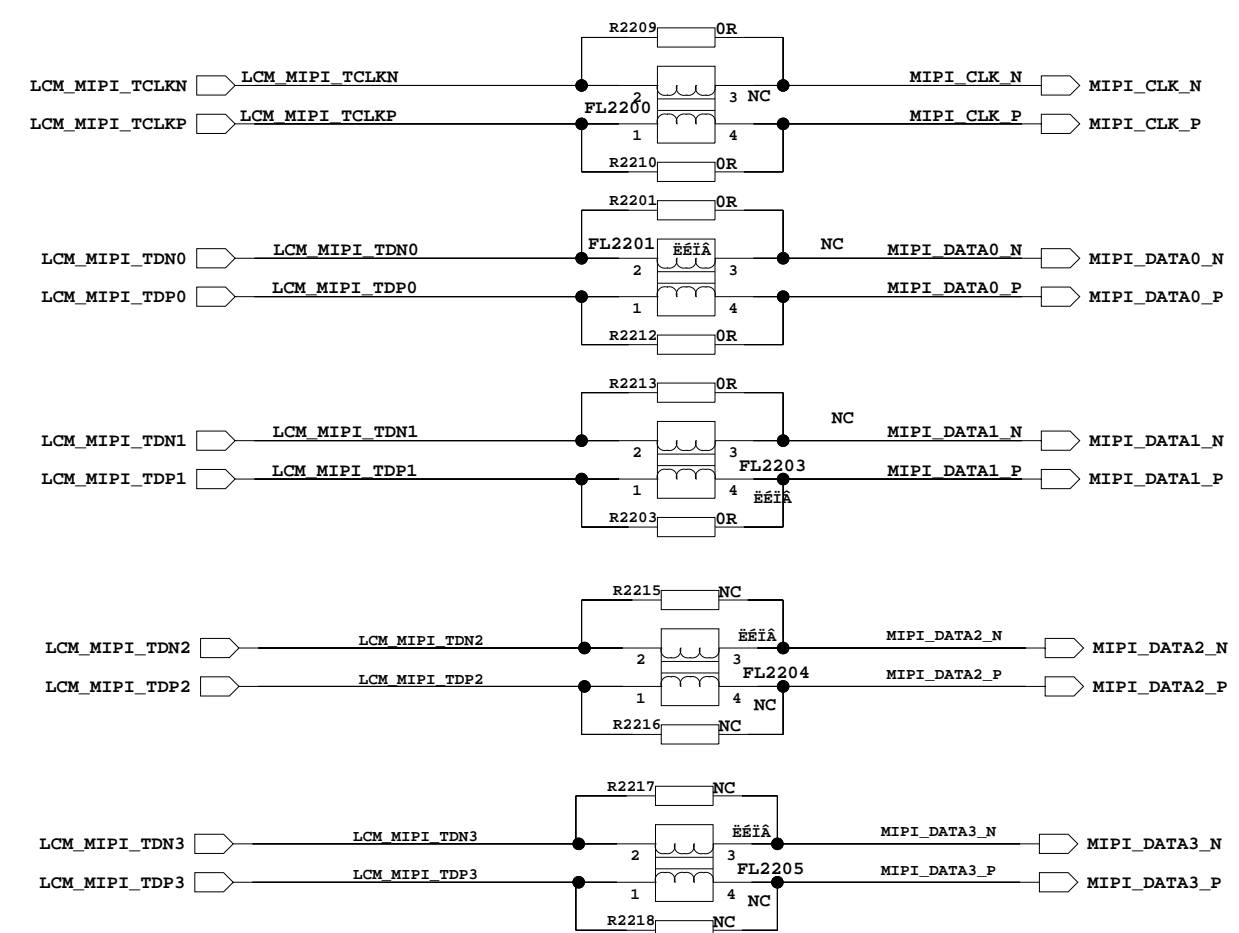 R2209 0R
LCM_MIPI_TCLKN LCM_MIPI_TCLKN 2 3 NC MIPI_CLK_N MIPI_CLK_N
FL2200
LCM_MIPI_TCLKP LCM_MIPI_TCLKP 1 4 MIPI_CLK_P MIPI_CLK_P
R2210 0R
R2201 0R
LCM_MIPI_TDN0 LCM_MIPI_TDN0 FL2201 ËÉÏÂ NC MIPI_DATA0_N MIPI_DATA0_N
2 3
LCM_MIPI_TDP0 LCM_MIPI_TDP0 1 4 MIPI_DATA0_P MIPI_DATA0_P
R2212 0R
R2213 0R
NC
LCM_MIPI_TDN1 LCM_MIPI_TDN1 2 3 MIPI_DATA1_N MIPI_DATA1_N
FL2203
LCM_MIPI_TDP1 LCM_MIPI_TDP1 1 4 MIPI_DATA1_P MIPI_DATA1_P
ËÉÏÂ
R2203 0R
R2215 NC
LCM_MIPI_TDN2 LCM_MIPI_TDN2 2 3 ËÉÏÂ MIPI_DATA2_N MIPI_DATA2_N
FL2204
LCM_MIPI_TDP2 LCM_MIPI_TDP2 1 4 NC MIPI_DATA2_P MIPI_DATA2_P
R2216 NC
R2217 NC
LCM_MIPI_TDN3 LCM_MIPI_TDN3 2 3 ËÉÏÂ MIPI_DATA3_N MIPI_DATA3_N
FL2205
LCM_MIPI_TDP3 LCM_MIPI_TDP3 1 4 NC MIPI_DATA3_P MIPI_DATA3_P
R2218 NC